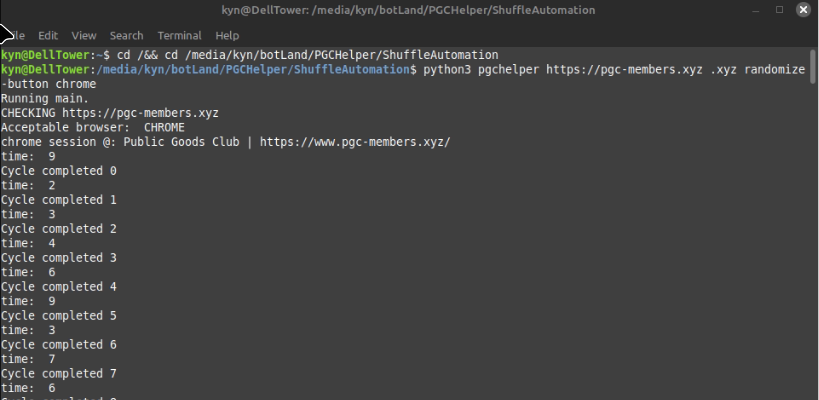 kyn@DellTower: /media/kyn/botLand/PGCHelper/ShuffleAutomation
File Edit View Search Terminal Help
kyn@DellTower:~$ cd /&& cd /media/kyn/botLand/PGCHelper/ShuffleAutomation
kyn@DellTower:/media/kyn/botLand/PGCHelper/ShuffleAutomation$ python3 pgchelper https://pgc-members.xyz .xyz randomize
-button chrome
Running main.
CHECKING https://pgc-members.xyz
Acceptable browser:  CHROME
chrome session @: Public Goods Club | https://www.pgc-members.xyz/
time:  9
Cycle completed 0
time:  2
Cycle completed 1
time:  3
Cycle completed 2
time:  4
Cycle completed 3
time:  6
Cycle completed 4
time:  9
Cycle completed 5
time:  3
Cycle completed 6
time:  7
Cycle completed 7
time:  6